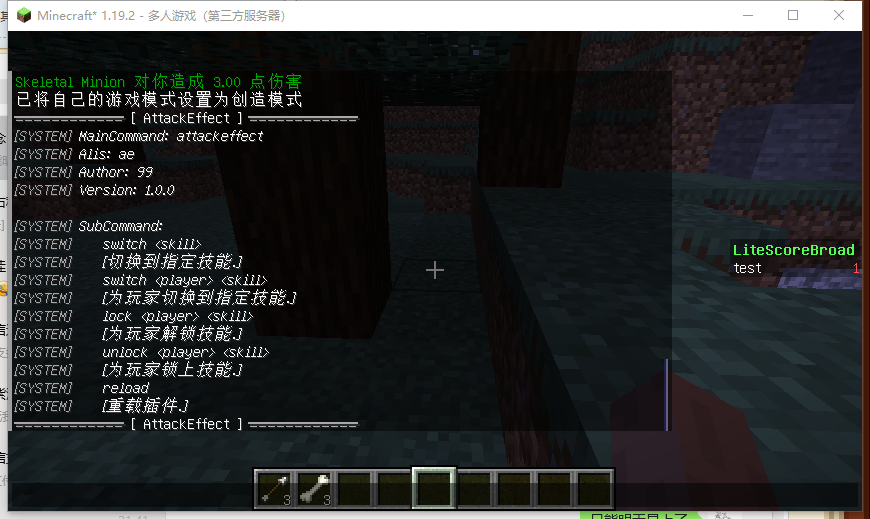 Minecraft* 1.19.2 - 多人游戏（第三方服务器）
Skeletal Minion 对你造成 3.00 点伤害
已将自己的游戏模式设置为创造模式
============ [ AttackEffect ] ============
[SYSTEM] MainCommand: attackeffect
[SYSTEM] Alis: ae
[SYSTEM] Author: 99
[SYSTEM] Version: 1.0.0
[SYSTEM] SubCommand:
[SYSTEM] switch <skill>
[SYSTEM] [切换到指定技能.]
[SYSTEM] switch <player> <skill>
[SYSTEM] [为玩家切换到指定技能.]
[SYSTEM] lock <player> <skill>
[SYSTEM] [为玩家解锁技能.]
[SYSTEM] unlock <player> <skill>
[SYSTEM] [为玩家锁上技能.]
[SYSTEM] reload
[SYSTEM] [重载插件.]
============ [ AttackEffect ] ============
LiteScoreBroad
test 1
3 3